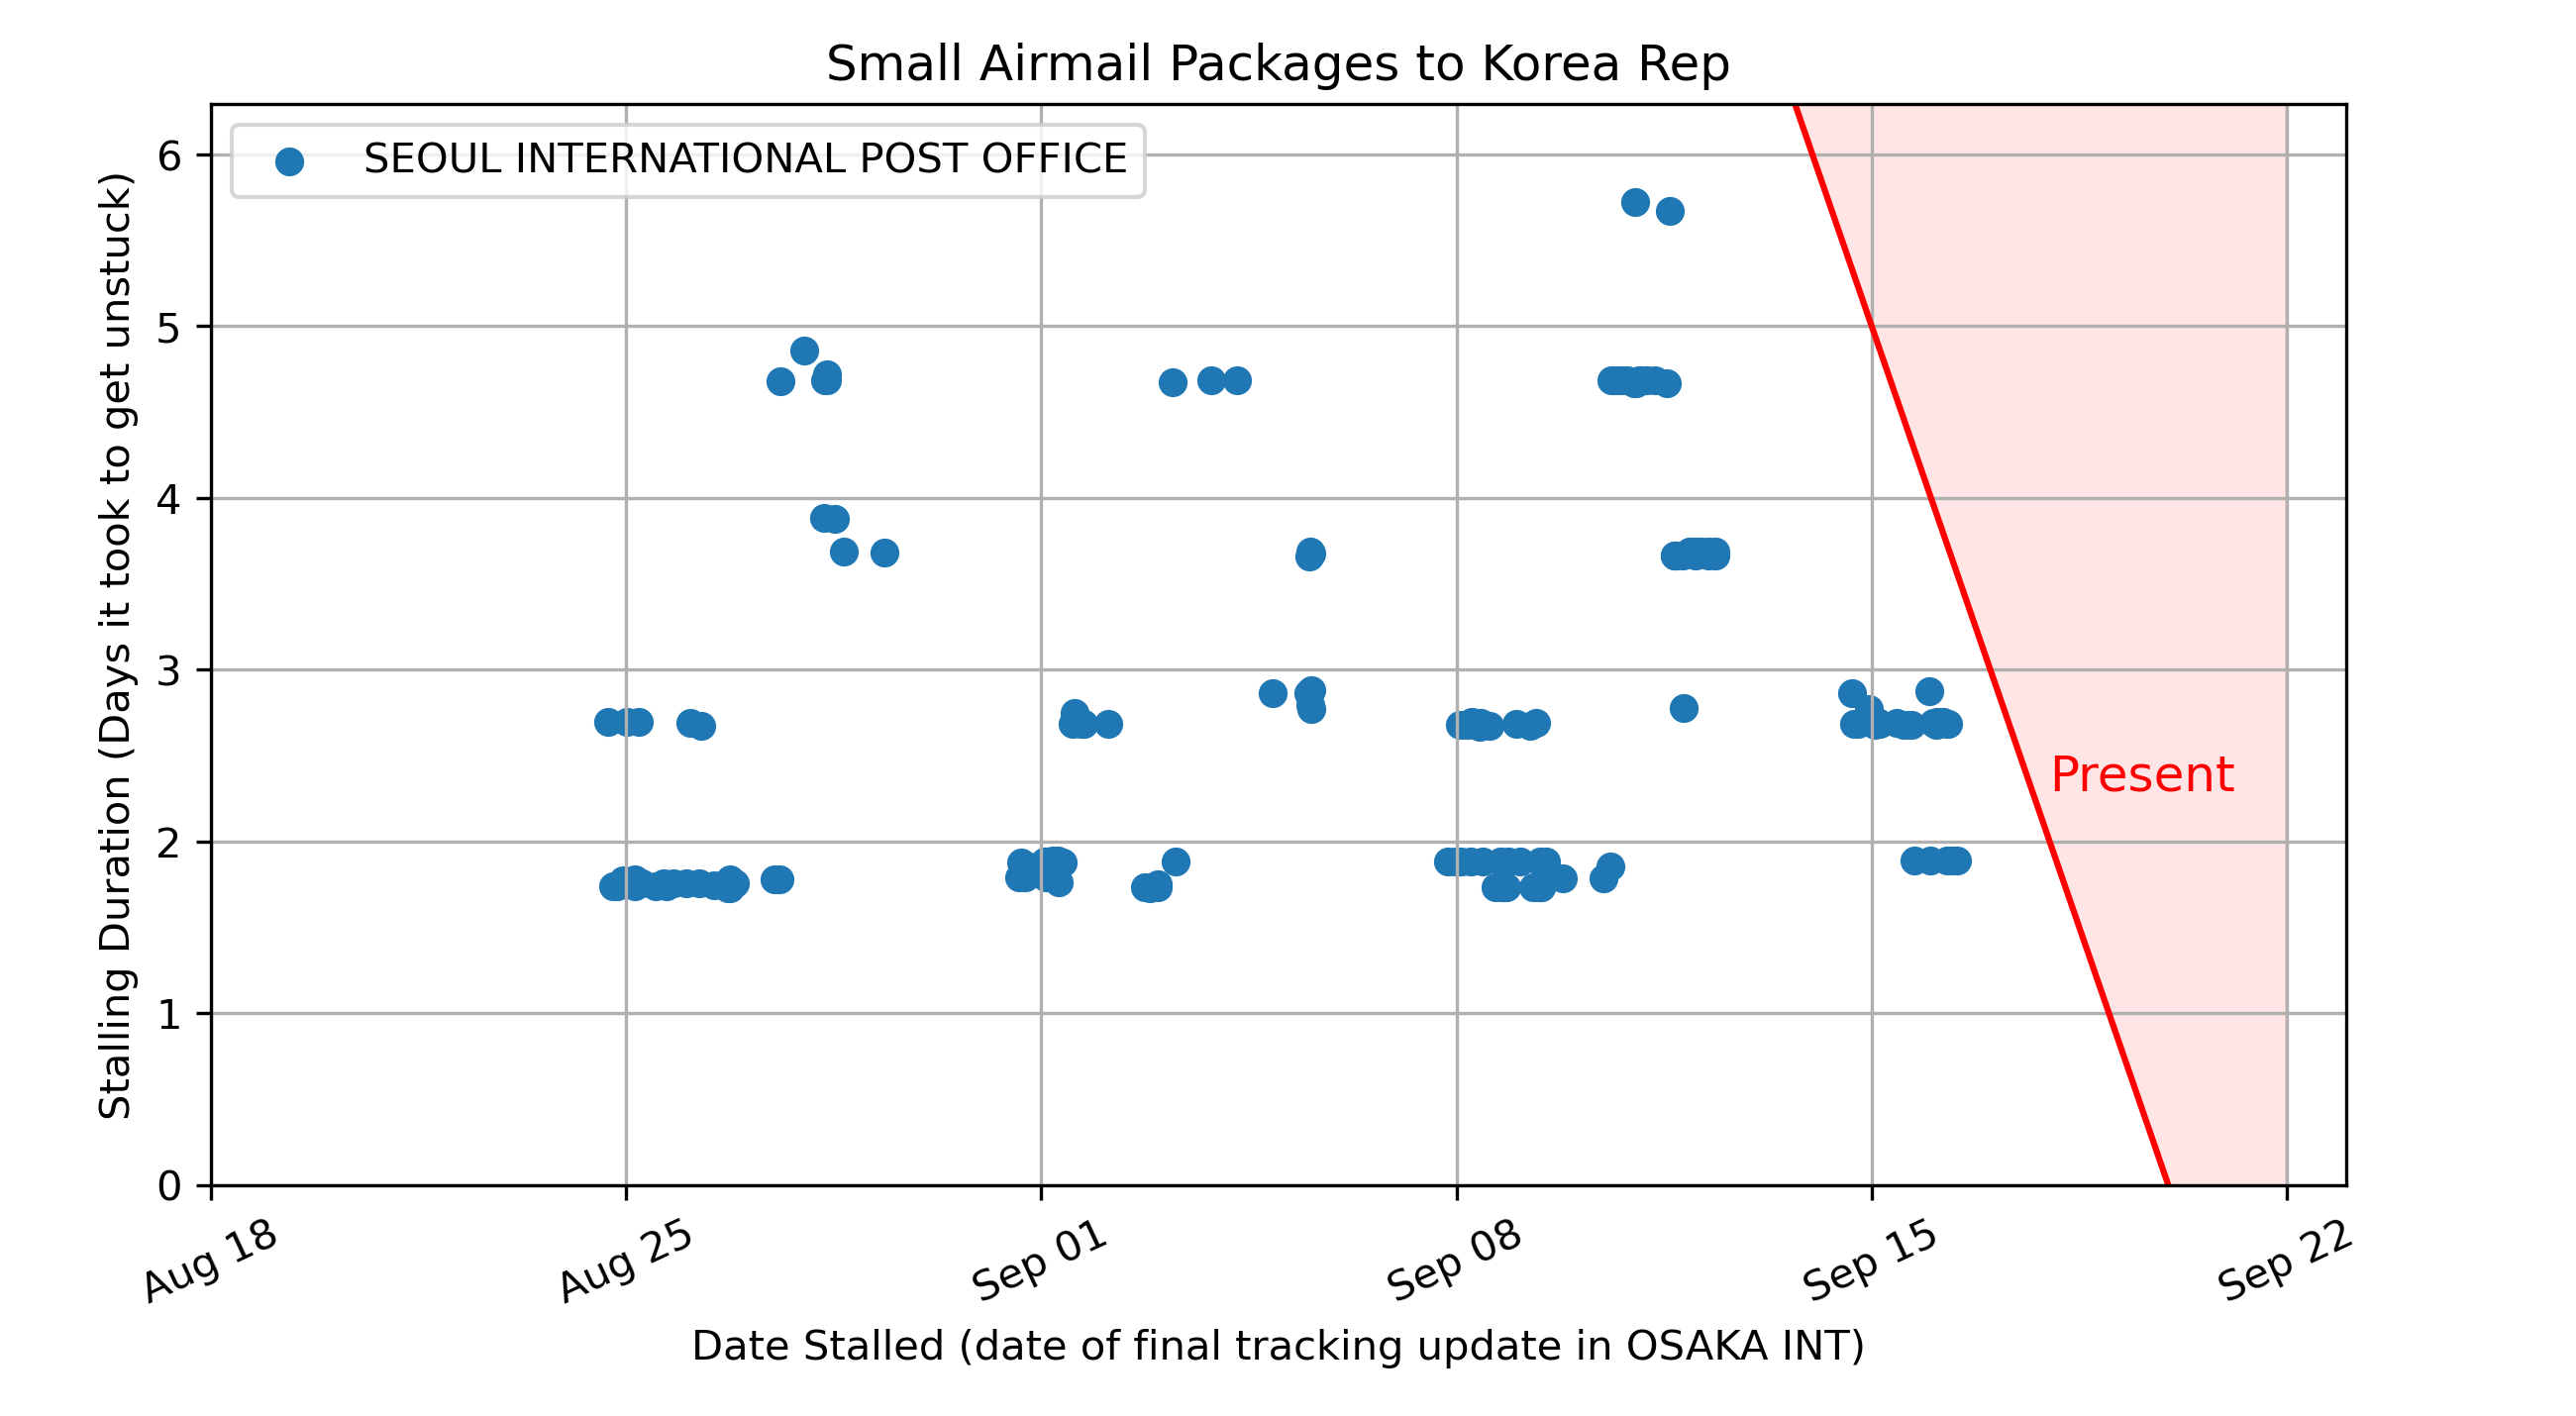 Small Airmail Packages to Korea Rep
SEOUL INTERNATIONAL POST OFFICE
Stalling Duration (Days it took to get unstuck)
6
5
4
3
2
1
0
Present
Aug 18
Aug 25
Sep 01
Sep 08
Sep 15
Sep 22
Date Stalled (date of final tracking update in OSAKA INT)